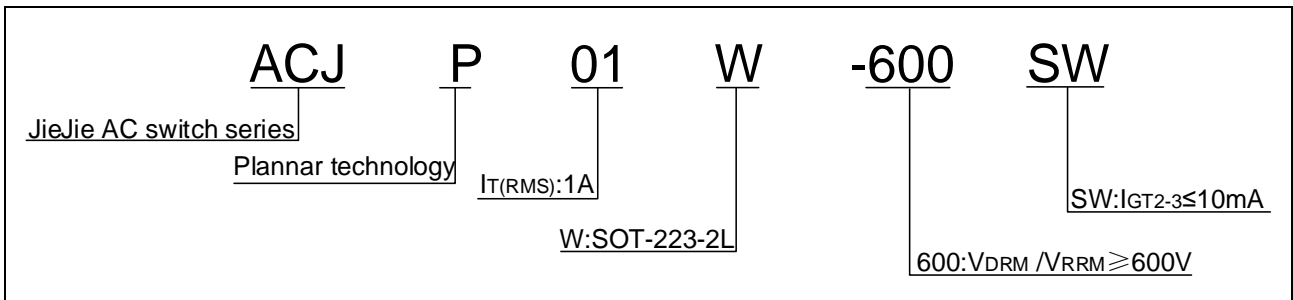 ACJ P 01 W -600 SW
JieJie AC switch series
Plannar technology
IT(RMS):1A
SW:IGT2-3≤10mA
W:SOT-223-2L
600:VDRM /VRRM≥600V